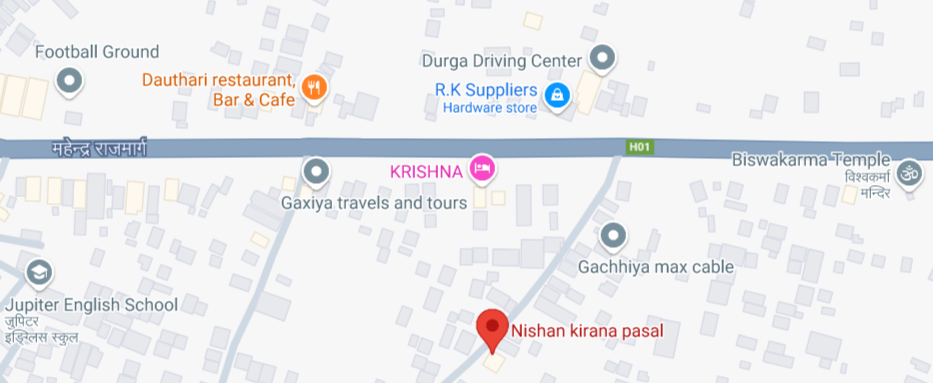 Football Ground
Durga Driving Center
Dauthari restaurant,
Bar & Cafe
R.K Suppliers
Hardware store
महेन्द्र राजमार्ग
H01
KRISHNA
Biswakarma Temple
विश्वकर्मा
मन्दिर
Gaxiya travels and tours
Gachhiya max cable
Jupiter English School
जुपिटर
इङ्लिस स्कुल
Nishan kirana pasal